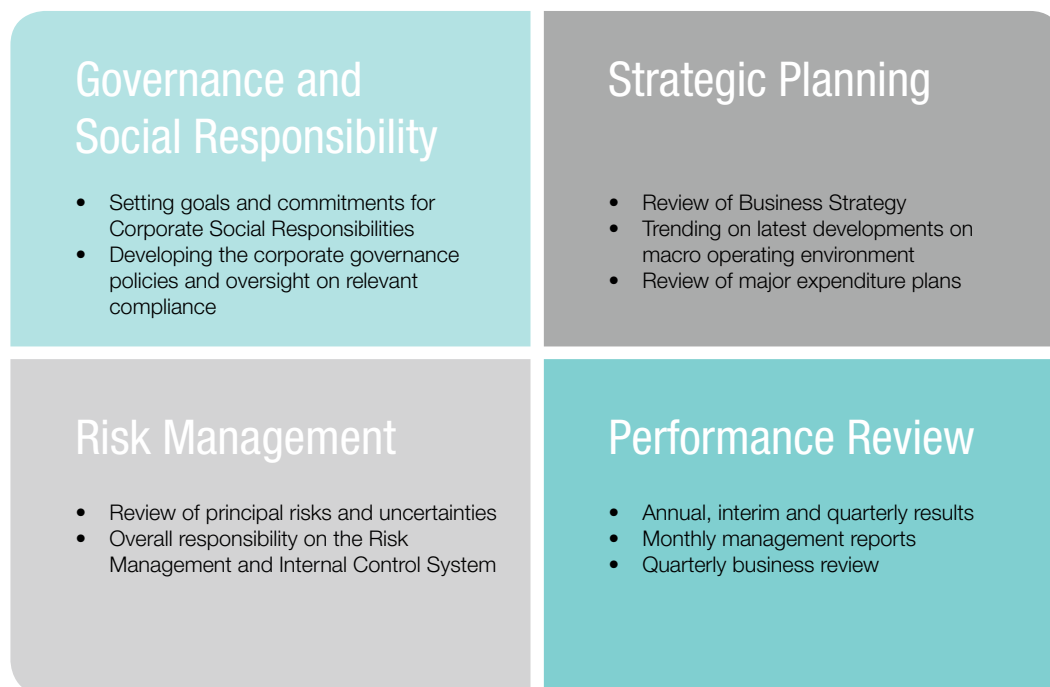 Governance and
Social Responsibility
• Setting goals and commitments for
Corporate Social Responsibilities
• Developing the corporate governance
policies and oversight on relevant
compliance
Strategic Planning
• Review of Business Strategy
• Trending on latest developments on
macro operating environment
• Review of major expenditure plans
Risk Management
• Review of principal risks and uncertainties
• Overall responsibility on the Risk
Management and Internal Control System
Performance Review
• Annual, interim and quarterly results
• Monthly management reports
• Quarterly business review